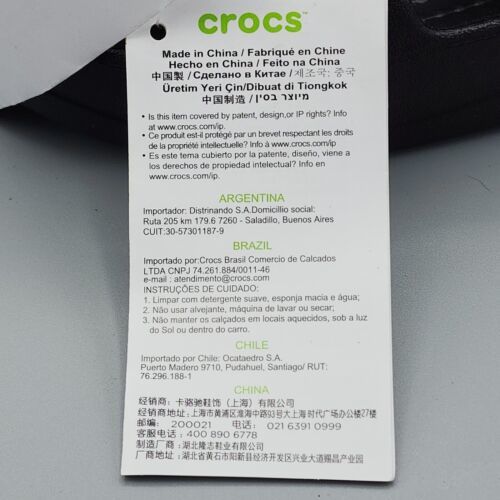 crocs™
Made in China / Fabriqué en Chine
Hecho en China / Feito na China
中国製 / Сделано в Китае / 제조국: 중국
Üretim Yeri Çin/Dibuat di Tiongkok
中国制造 / מיוצר בסין
• Is this item covered by patent, design,or IP rights? Info
at www.crocs.com/ip.
• Ce produit est-il protégé par un brevet respectant les droits
de la propriété intellectuelle? Info à www.crocs.com/ip
• Es este tema cubierto por la patente, diseño, viene a
los derechos de propiedad intelectual? Info en
www.crocs.com/ip.
ARGENTINA
Importador: Distrinando S.A.Domicillio social:
Ruta 205 km 179.6 7260 - Saladillo, Buenos Aires
CUIT:30-57301187-9
BRAZIL
Importado por:Crocs Brasil Comercio de Calcados
LTDA CNPJ 74.261.884/0011-46
e-mail : atendimento@crocs.com
INSTRUÇÕES DE CUIDADO:
1. Limpar com detergente suave, esponja macia e água;
2. Não usar alvejante, máquina de lavar ou secar;
3. Não manter os calçados em locais aquecidos, sob a luz
do Sol ou dentro do carro.
CHILE
Importado por Chile: Ocataedro S.A.
Puerto Madero 9710, Pudahuel, Santiago/ RUT:
76.296.188-1
CHINA
经销商: 卡骆驰鞋饰（上海）有限公司
经销商地址: 上海市黄浦区淮海中路93号大上海时代广场办公楼27楼
邮编: 200021 电话: 021 6391 0999
客服电话: 400 890 6778
制造厂商: 湖北隆志鞋业有限公司
厂商地址: 湖北省黄石市阳新县经济开发区兴业大道赐昌产业园